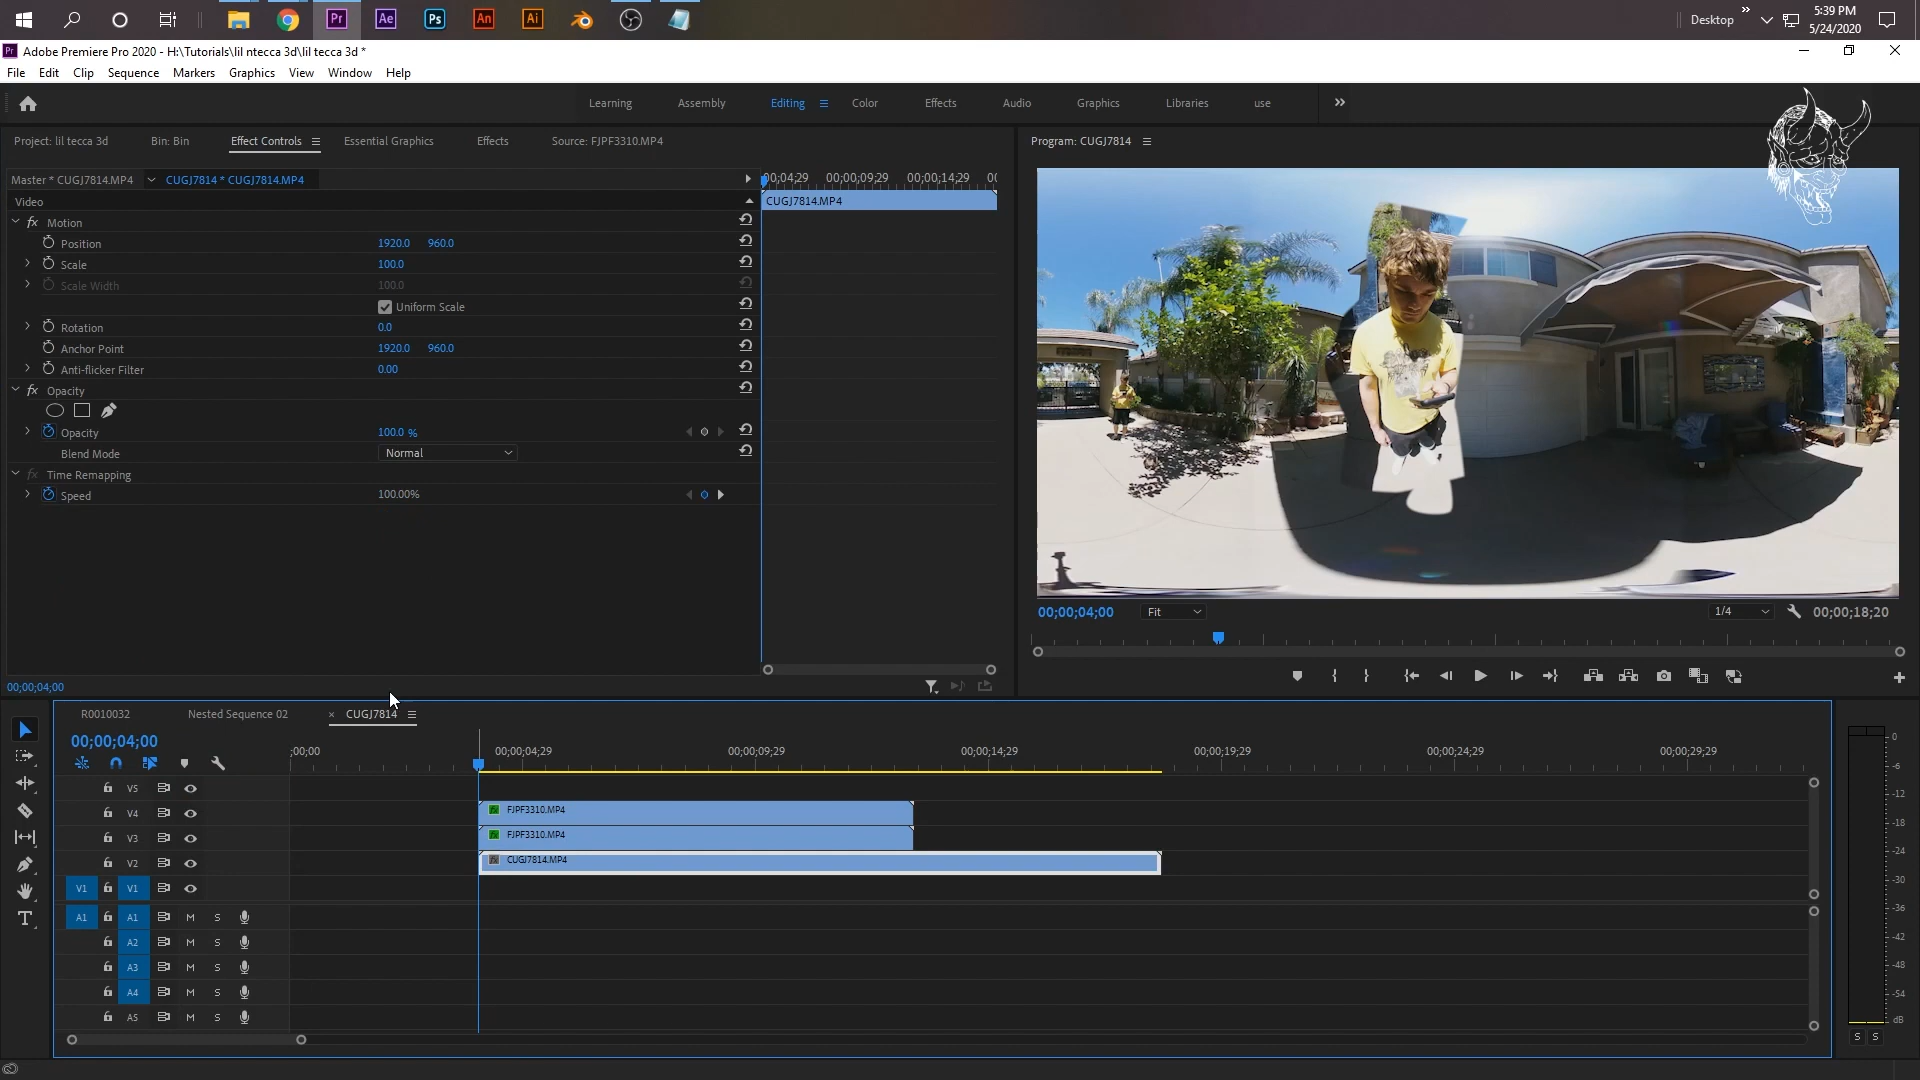 Pr Ae Ps An Ai
Desktop
5:39 PM
5/24/2020
Pr Adobe Premiere Pro 2020 - H:\Tutorials\lil ntecca 3d\lil tecca 3d *
File Edit Clip Sequence Markers Graphics View Window Help
Learning Assembly Editing Color Effects Audio Graphics Libraries use
Project: lil tecca 3d Bin: Bin Effect Controls Essential Graphics Effects Source: FJPF3310.MP4
Program: CUGJ7814
Master * CUGJ7814.MP4 CUGJ7814 * CUGJ7814.MP4
00;04;29 00;00;09;29 00;00;14;29
Video
CUGJ7814.MP4
fx Motion
Position 1920.0 960.0
Scale 100.0
Scale Width 100.0
Uniform Scale
Rotation 0.0
Anchor Point 1920.0 960.0
Anti-flicker Filter 0.00
fx Opacity
Opacity 100.0 %
Blend Mode Normal
fx Time Remapping
Speed 100.00%
00;00;04;00 Fit 1/4 00;00;18;20
00;00;04;00
R0010032 Nested Sequence 02 × CUGJ7814
00;00;04;00
;00;00 00;00;04;29 00;00;09;29 00;00;14;29 00;00;19;29 00;00;24;29 00;00;29;29
V5
V4 fx FJPF3310.MP4
V3 fx FJPF3310.MP4
V2 fx CUGJ7814.MP4
V1 V1
A1 A1 M S
A2 M S
A3 M S
A4 M S
A5 M S
0
-6
-12
-18
-24
-30
-36
-42
-48
-54
dB
S S